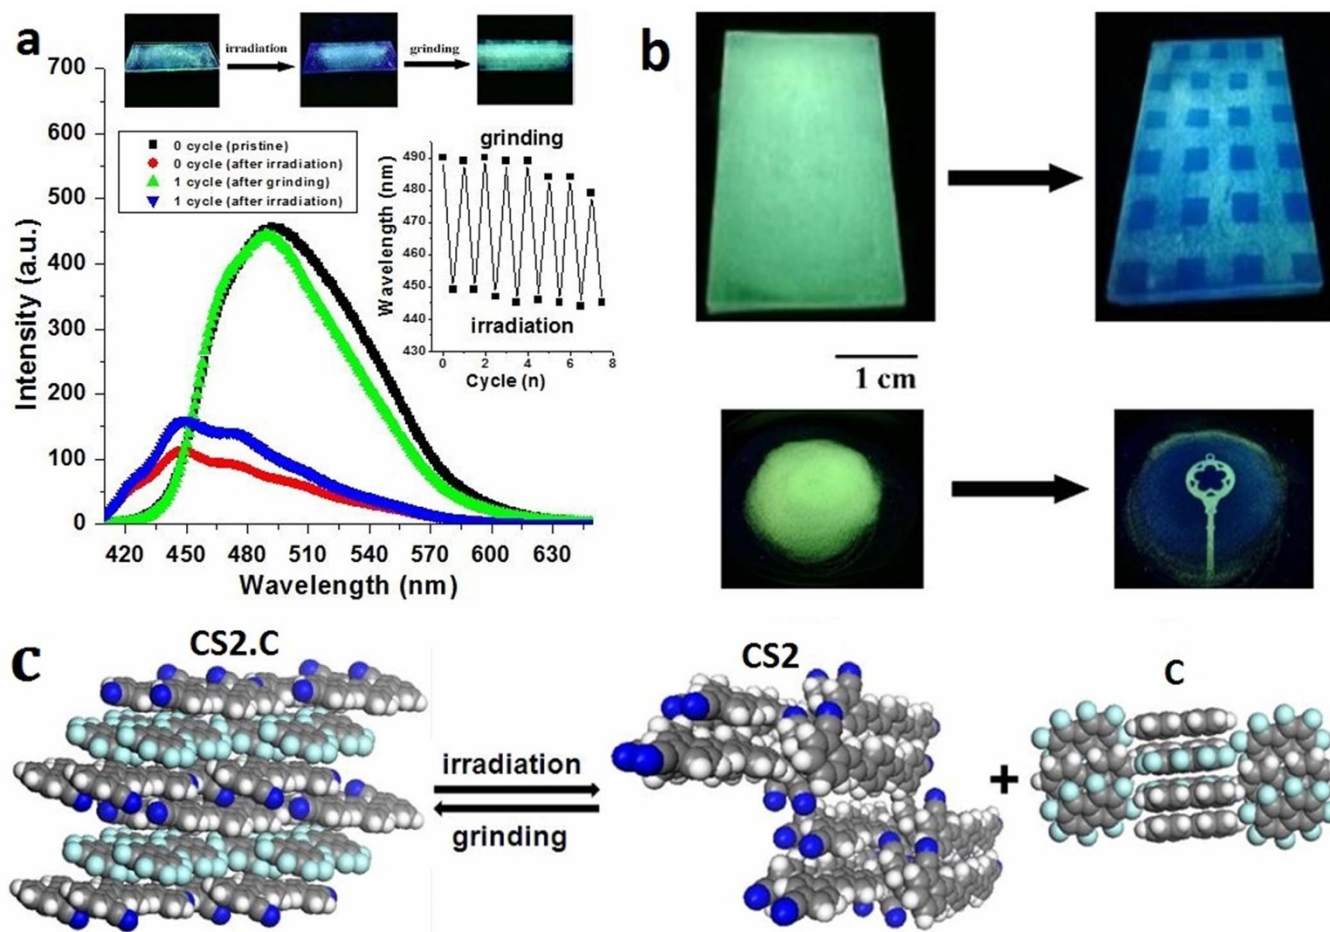 a
irradiation
grinding
700
600
500
400
300
200
100
0
Intensity (a.u.)
0 cycle (pristine)
0 cycle (after irradiation)
1 cycle (after grinding)
1 cycle (after irradiation)
grinding
490
480
470
460
450
440
430
Wavelength (nm)
irradiation
0 2 4 6 8
Cycle (n)
420 450 480 510 540 570 600 630
Wavelength (nm)
b
1 cm
c
CS2.C
irradiation
grinding
CS2
+
C